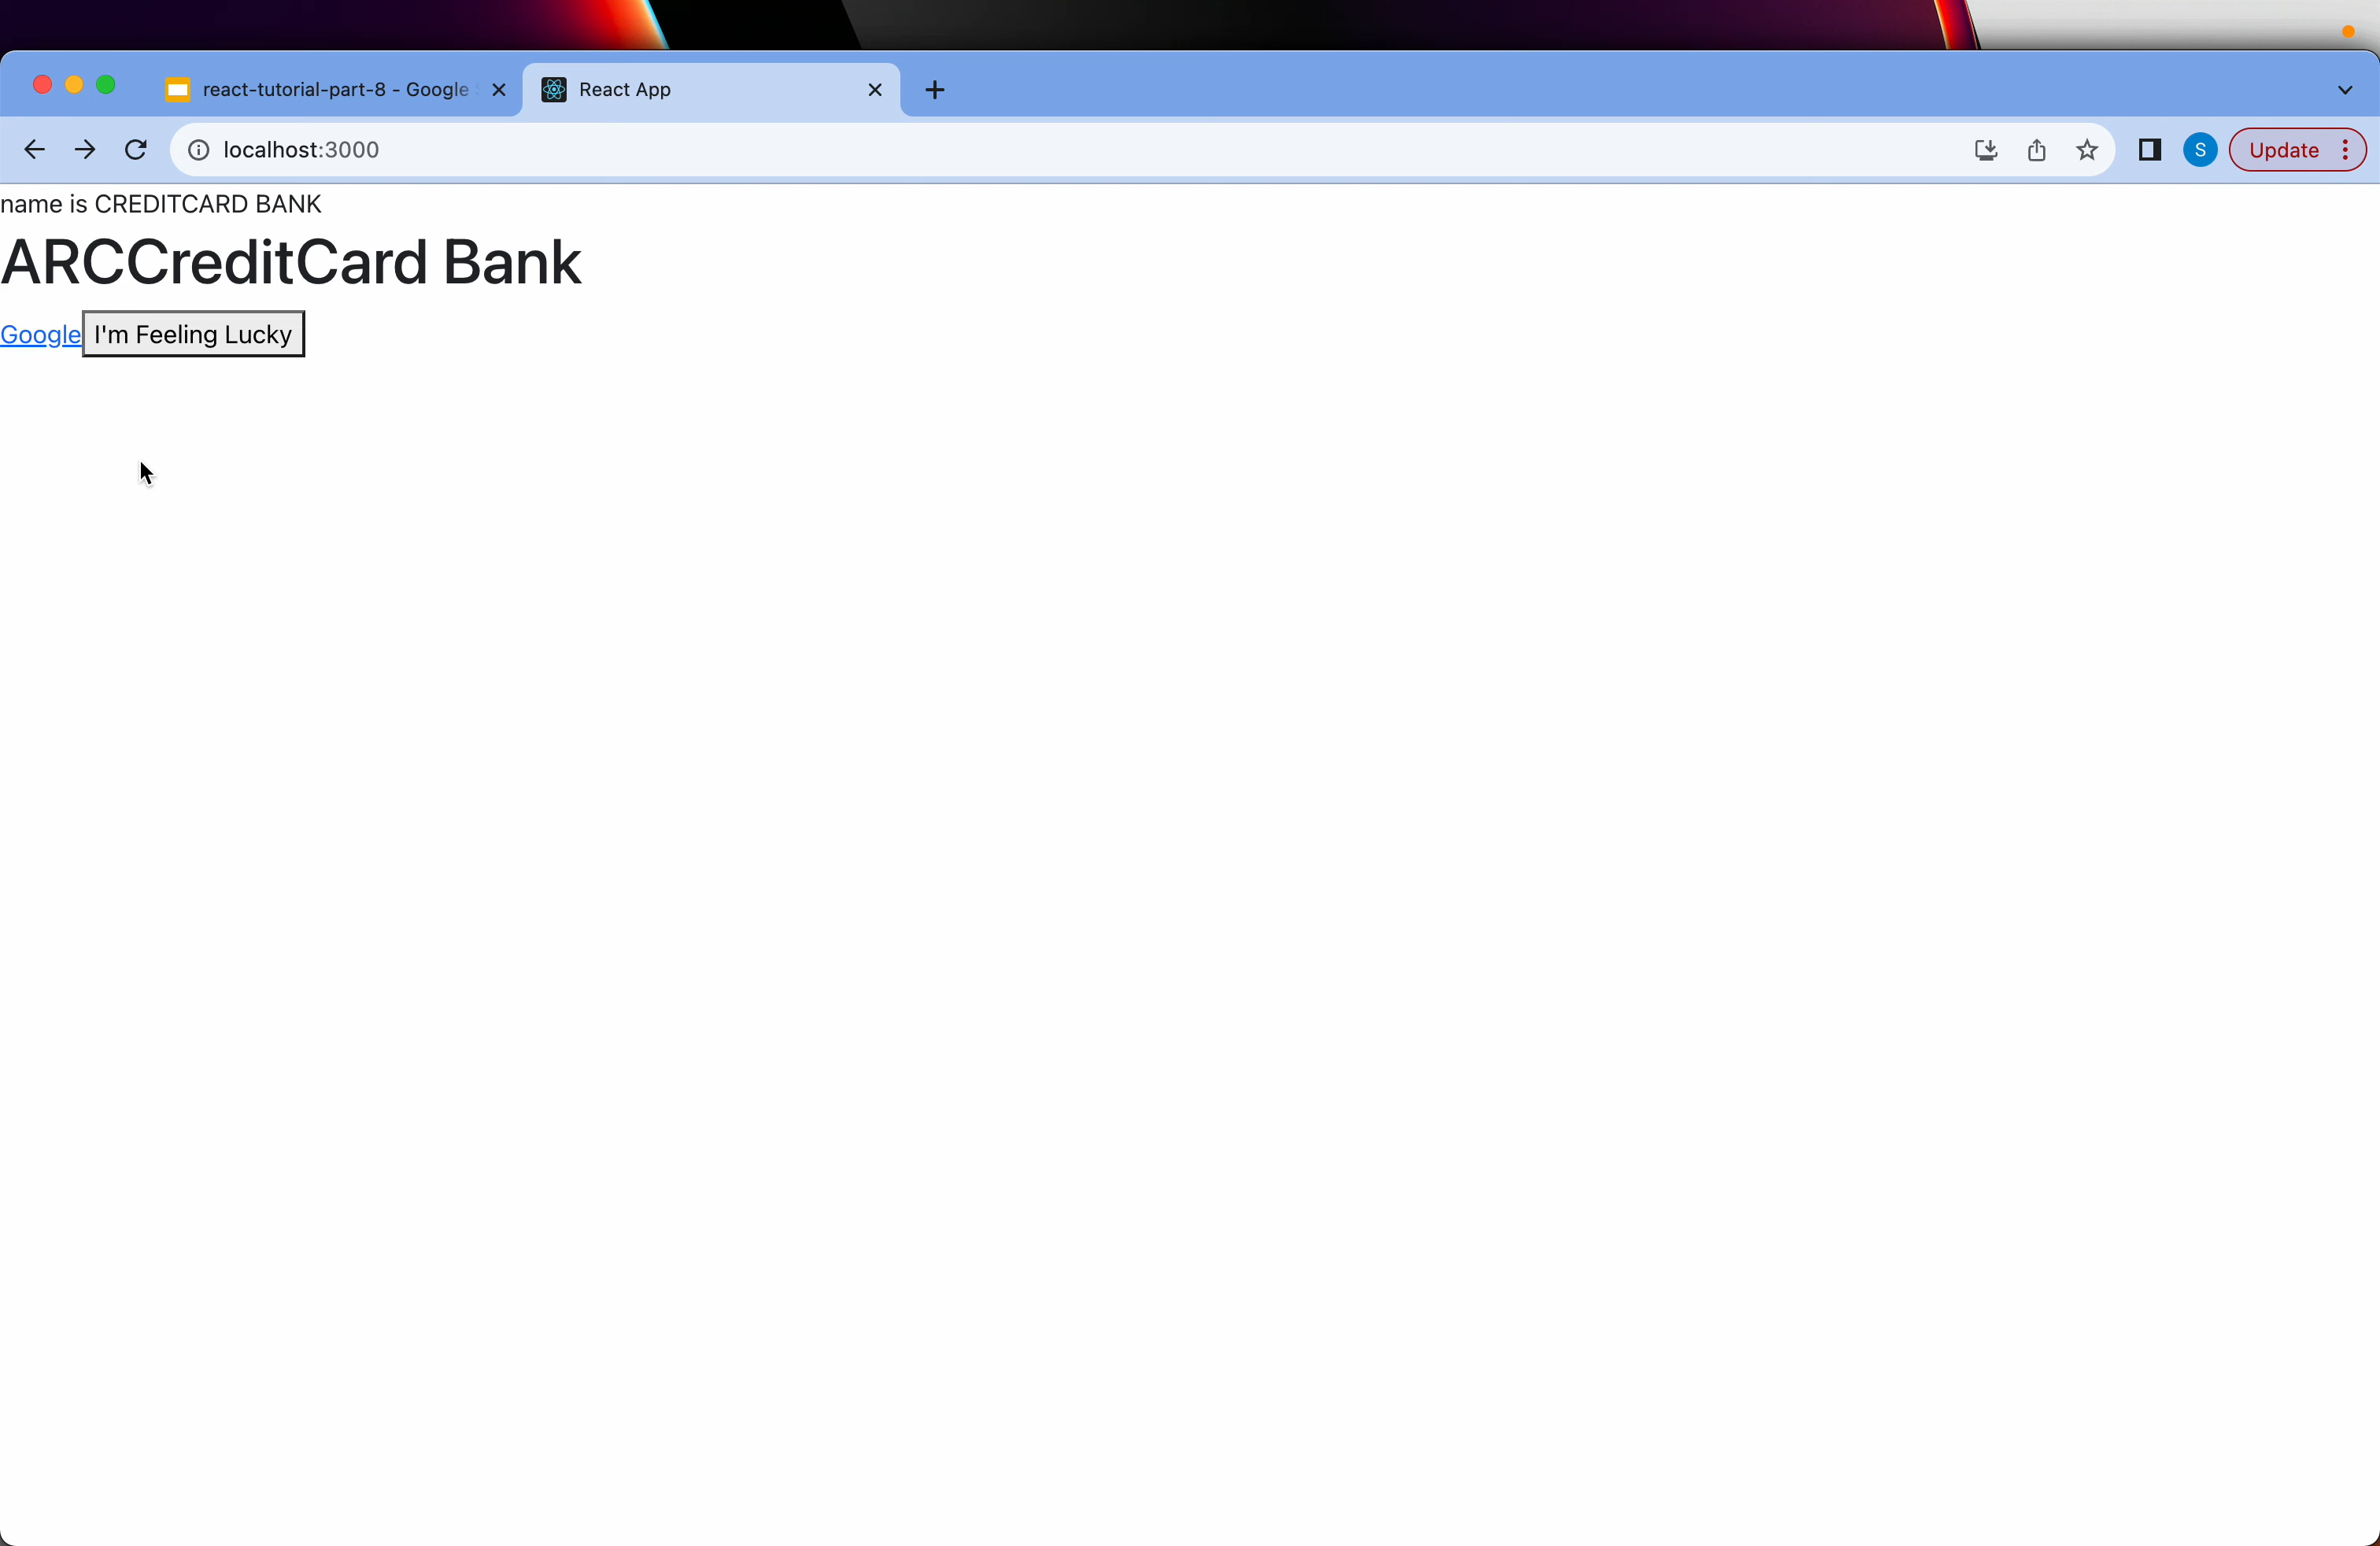 react-tutorial-part-8 - Google
React App
localhost:3000
S
Update
name is CREDITCARD BANK
ARCCreditCard Bank
Google I'm Feeling Lucky